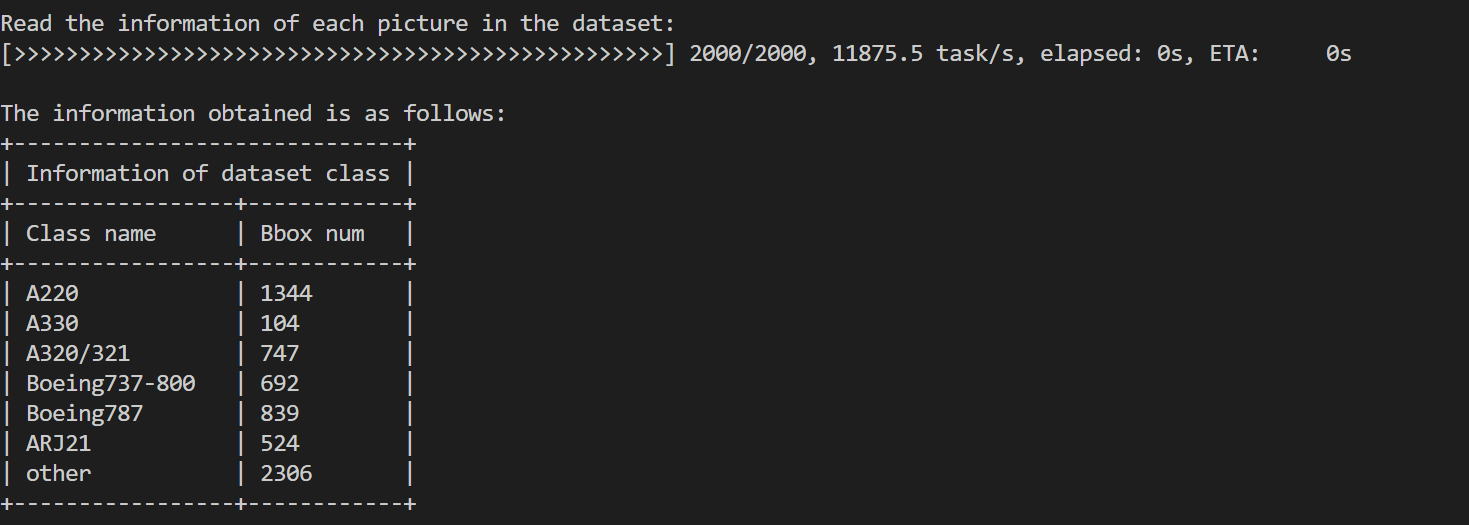 Read the information of each picture in the dataset:
[>>>>>>>>>>>>>>>>>>>>>>>>>>>>>>>>>>>>>>>>>>>>>>>>>>] 2000/2000, 11875.5 task/s, elapsed: 0s, ETA:     0s
The information obtained is as follows:
+------------------------------+
| Information of dataset class |
+-----------------+------------+
| Class name      | Bbox num   |
+-----------------+------------+
| A220            | 1344       |
| A330            | 104        |
| A320/321        | 747        |
| Boeing737-800   | 692        |
| Boeing787       | 839        |
| ARJ21           | 524        |
| other           | 2306       |
+-----------------+------------+